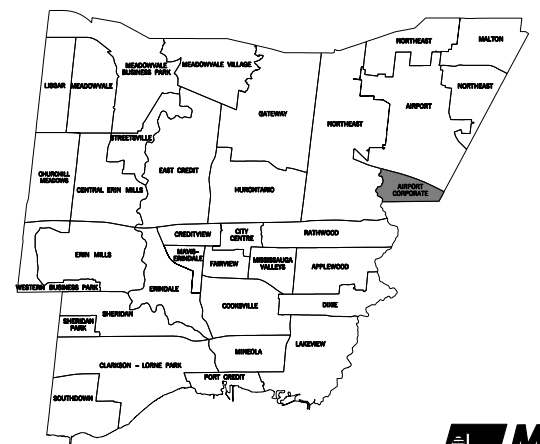 NORTHEAST
MALTON
MEADOWVALE
BUSINESS PARK
MEADOWVALE VILLAGE
LISGAR
MEADOWVALE
NORTHEAST
AIRPORT
GATEWAY
NORTHEAST
STREETSVILLE
EAST CREDIT
CHURCHILL
MEADOWS
CENTRAL ERIN MILLS
HURONTARIO
AIRPORT
CORPORATE
CREDITVIEW
CITY
CENTRE
RATHWOOD
ERIN MILLS
MAVIS-
ERINDALE
FAIRVIEW
MISSISSAUGA
VALLEYS
APPLEWOOD
WESTERN BUSINESS PARK
ERINDALE
COOKSVILLE
DIXIE
SHERIDAN
SHERIDAN
PARK
LAKEVIEW
MINEOLA
CLARKSON - LORNE PARK
PORT CREDIT
SOUTHDOWN
M